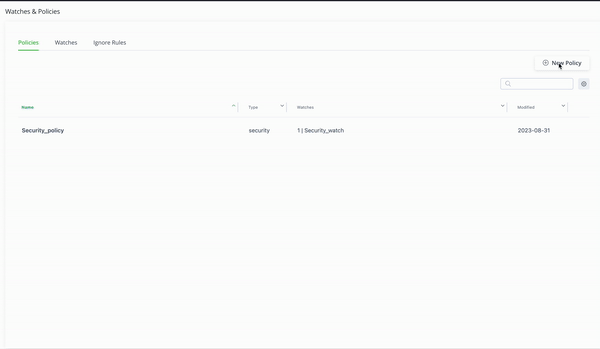 Watches & Policies
Policies Watches Ignore Rules
New Policy
Name Type Watches Modified
Security_policy security 1 | Security_watch 2023-08-31